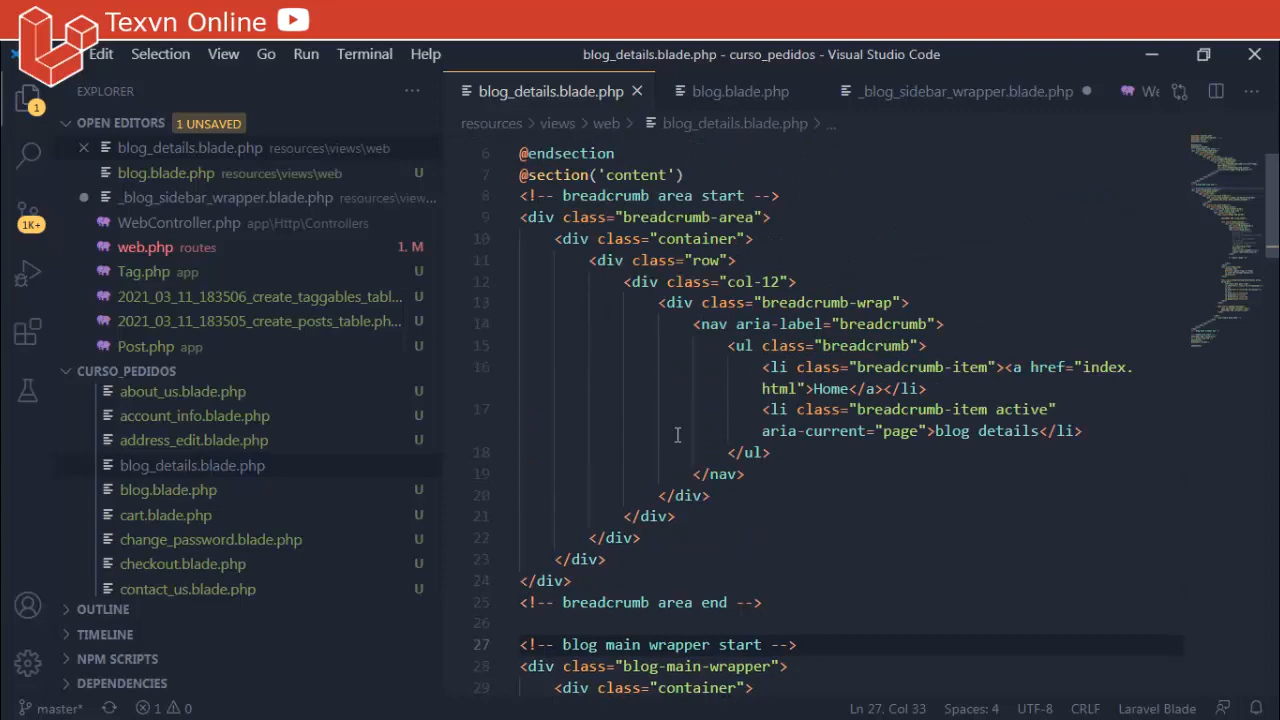 Texvn Online
Edit Selection View Go Run Terminal Help
blog_details.blade.php - curso_pedidos - Visual Studio Code
EXPLORER
OPEN EDITORS 1 UNSAVED
blog_details.blade.php resources\views\web
blog.blade.php resources\views\web U
_blog_sidebar_wrapper.blade.php resources\view...
WebController.php app\Http\Controllers
web.php routes 1, M
Tag.php app U
2021_03_11_183506_create_taggables_tabl... U
2021_03_11_183505_create_posts_table.ph... U
Post.php app U
CURSO_PEDIDOS
about_us.blade.php U
account_info.blade.php U
address_edit.blade.php U
blog_details.blade.php
blog.blade.php U
cart.blade.php U
change_password.blade.php U
checkout.blade.php U
contact_us.blade.php U
OUTLINE
TIMELINE
NPM SCRIPTS
DEPENDENCIES
1
1K+
blog_details.blade.php blog.blade.php _blog_sidebar_wrapper.blade.php We
resources > views > web > blog_details.blade.php > ...
6 @endsection
7 @section('content')
8 <!-- breadcrumb area start -->
9 <div class="breadcrumb-area">
10 <div class="container">
11 <div class="row">
12 <div class="col-12">
13 <div class="breadcrumb-wrap">
14 <nav aria-label="breadcrumb">
15 <ul class="breadcrumb">
16 <li class="breadcrumb-item"><a href="index.
html">Home</a></li>
17 <li class="breadcrumb-item active"
aria-current="page">blog details</li>
18 </ul>
19 </nav>
20 </div>
21 </div>
22 </div>
23 </div>
24 </div>
25 <!-- breadcrumb area end -->
26
27 <!-- blog main wrapper start -->
28 <div class="blog-main-wrapper">
29 <div class="container">
master* 1 0 Ln 27, Col 33 Spaces: 4 UTF-8 CRLF Laravel Blade